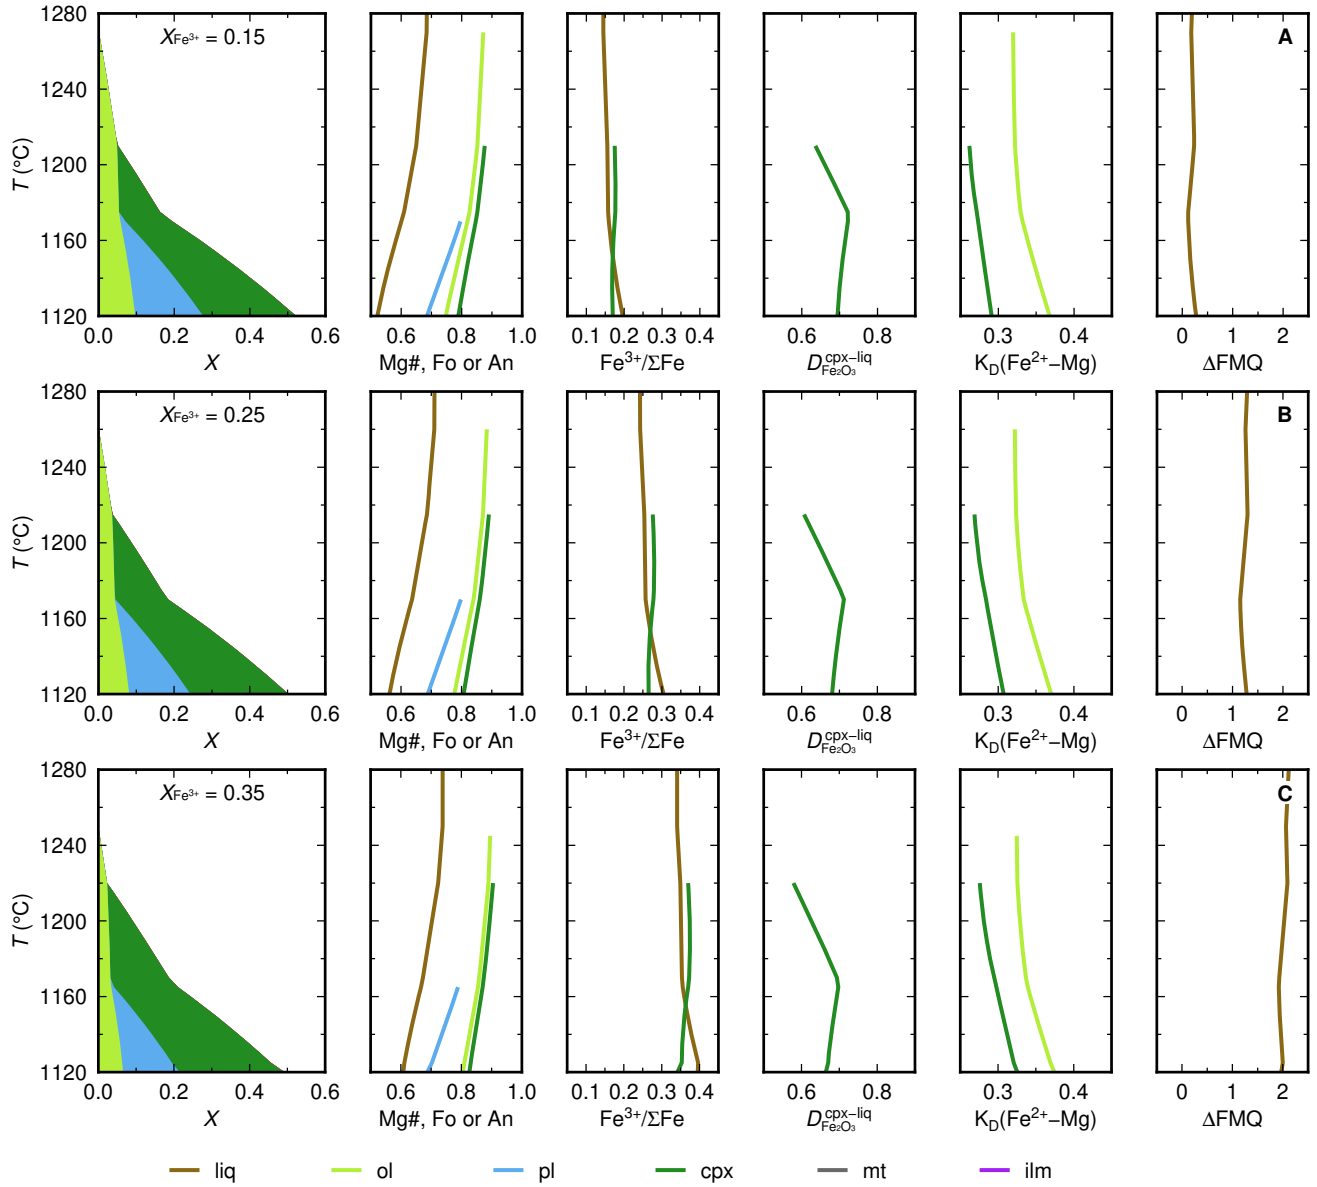 X_Fe³⁺ = 0.15
A
1280
1240
1200
1160
1120
T (°C)
0.0 0.2 0.4 0.6
0.6 0.8 1.0
0.1 0.2 0.3 0.4
0.6 0.8
0.3 0.4
0 1 2
X
Mg#, Fo or An
Fe³⁺/ΣFe
D^cpx–liq_Fe₂O₃
K_D(Fe²⁺–Mg)
ΔFMQ
X_Fe³⁺ = 0.25
B
1280
1240
1200
1160
1120
T (°C)
0.0 0.2 0.4 0.6
0.6 0.8 1.0
0.1 0.2 0.3 0.4
0.6 0.8
0.3 0.4
0 1 2
X
Mg#, Fo or An
Fe³⁺/ΣFe
D^cpx–liq_Fe₂O₃
K_D(Fe²⁺–Mg)
ΔFMQ
X_Fe³⁺ = 0.35
C
1280
1240
1200
1160
1120
T (°C)
0.0 0.2 0.4 0.6
0.6 0.8 1.0
0.1 0.2 0.3 0.4
0.6 0.8
0.3 0.4
0 1 2
X
Mg#, Fo or An
Fe³⁺/ΣFe
D^cpx–liq_Fe₂O₃
K_D(Fe²⁺–Mg)
ΔFMQ
liq ol pl cpx mt ilm